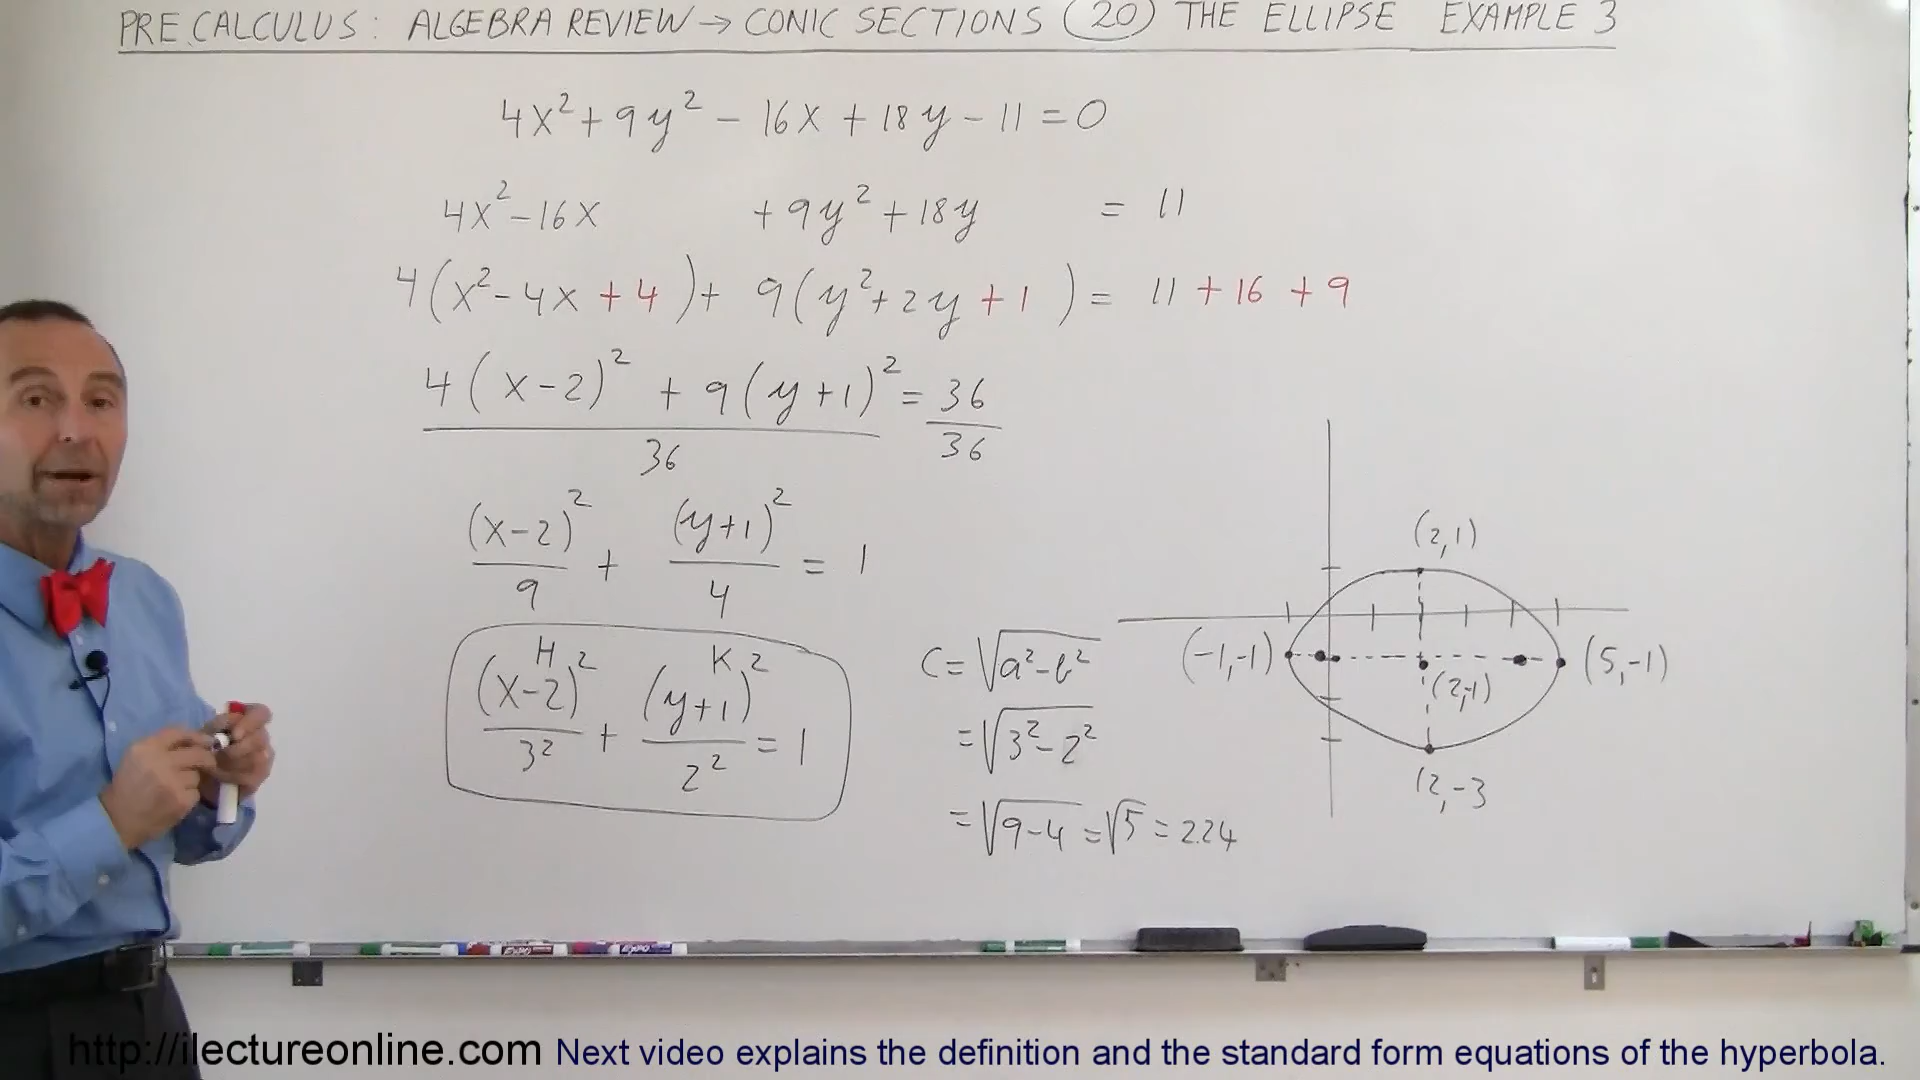 PRE CALCULUS: ALGEBRA REVIEW → CONIC SECTIONS (20) THE ELLIPSE EXAMPLE 3
4x² + 9y² - 16x + 18y - 11 = 0
4x² - 16x + 9y² + 18y = 11
4(x² - 4x + 4) + 9(y² + 2y + 1) = 11 + 16 + 9
4(x-2)² + 9(y+1)² = 36
36 36
(x-2)² + (y+1)² = 1
9 4
H K
(x-2)² + (y+1)² = 1
3² 2²
C = √a²-b²
= √3²-2²
= √9-4 = √5 = 2.24
(2,1)
(-1,-1)
(5,-1)
(2,-1)
(2,-3
EXPO EXPO
http://ilectureonline.com Next video explains the definition and the standard form equations of the hyperbola.